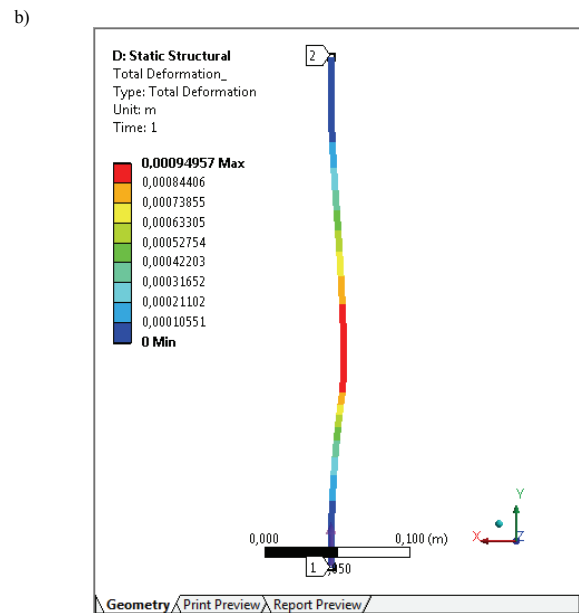 b)
D: Static Structural
Total Deformation_
Type: Total Deformation
Unit: m
Time: 1
0,00094957 Max
0,00084406
0,00073855
0,00063305
0,00052754
0,00042203
0,00031652
0,00021102
0,00010551
0 Min
2
Y
X
Z
0,000
0,100 (m)
1
Geometry
Print Preview
Report Preview